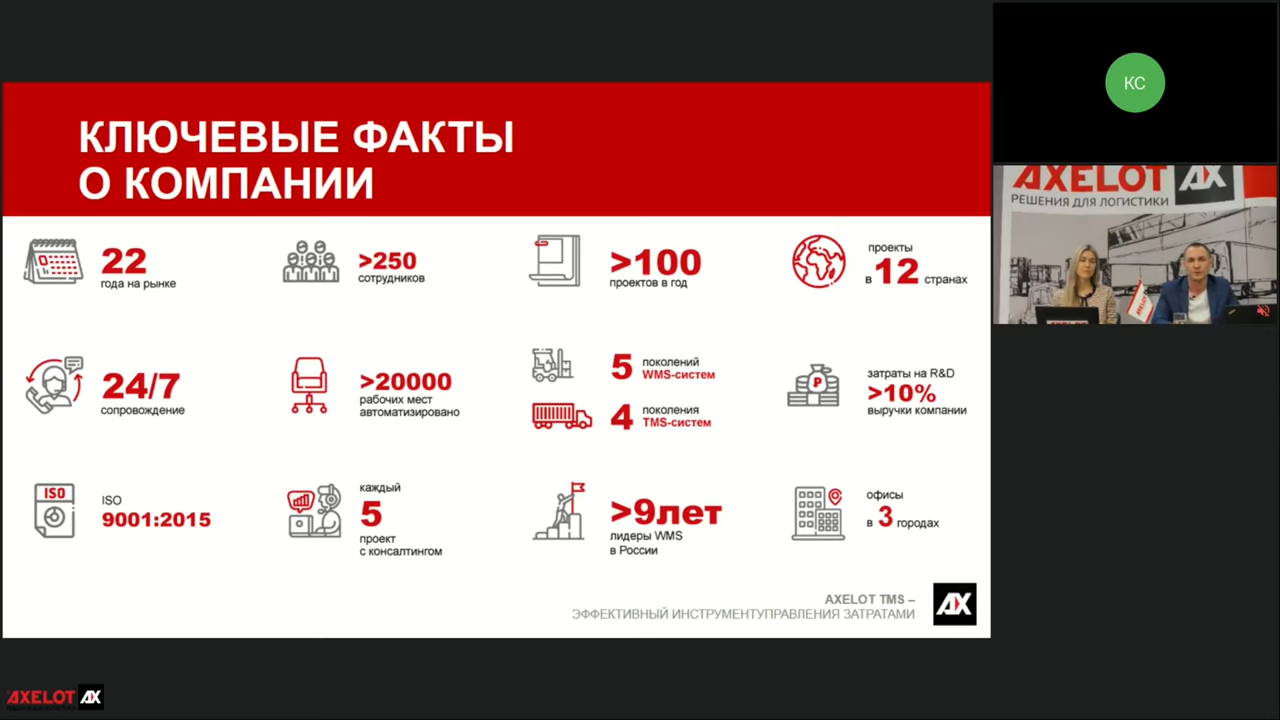 КЛЮЧЕВЫЕ ФАКТЫ
О КОМПАНИИ
22
года на рынке
>250
сотрудников
>100
проектов в год
проекты
в 12 странах
24/7
сопровождение
>20000
рабочих мест
автоматизировано
5 поколений
WMS-систем
4 поколения
TMS-систем
затраты на R&D
>10%
выручки компании
ISO
ISO
9001:2015
каждый
5
проект
с консалтингом
>9лет
лидеры WMS
в России
офисы
в 3 городах
AXELOT TMS –
ЭФФЕКТИВНЫЙ ИНСТРУМЕНТУПРАВЛЕНИЯ ЗАТРАТАМИ
AX
КС
AXELOT AX
РЕШЕНИЯ ДЛЯ ЛОГИСТИКИ
AXELOT
AXELOT
AXELOT AX